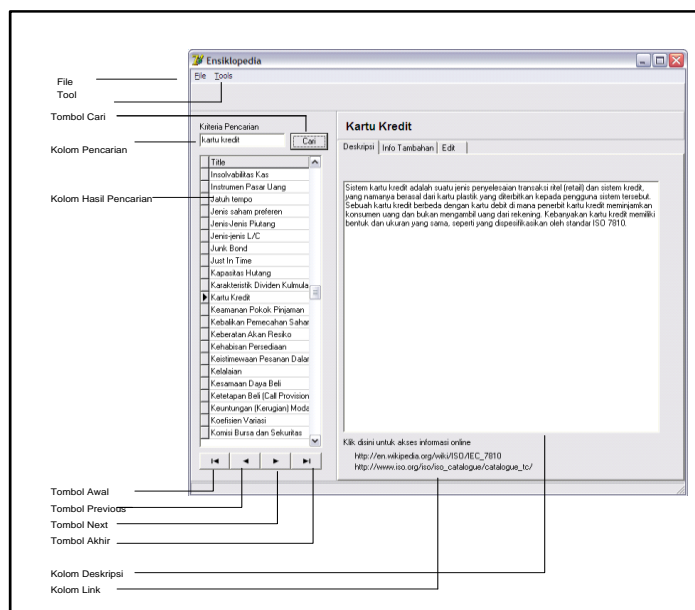 File
Tool
Tombol Cari
Kolom Pencarian
Kolom Hasil Pencarian
Tombol Awal
Tombol Previods
Tombol Next
Tombol Akhir
Kolom Deskripsi
Kolom Link
Ensiklopedia
File Tools
Kriteria Pencarian
kartu kredit
Cari
Title
Insolvabilitas Kas
Instrumen Pasar Uang
Jatuh tempo
Jenis saham preferen
Jenis-Jenis Piutang
Jenis-jenis L/C
Junk Bond
Just In Time
Kapasitas Hutang
Karakteristik Dividen Kumula
Kartu Kredit
Keamanan Pokok Pinjaman
Kebalikan Pemecahan Sahar
Keberatan Akan Resiko
Kehabisan Persediaan
Keistimewaan Pesanan Dalar
Kelalaian
Kesamaan Daya Beli
Ketetapan Beli (Call Provision
Keuntungan (Kerugian) Moda
Koefisien Variasi
Komisi Bursa dan Sekuritas
Kartu Kredit
Deskripsi Info Tambahan Edit
Sistem kartu kredit adalah suatu jenis penyelesaian transaksi ritel (retail) dan sistem kredit,
yang namanya berasal dari kartu plastik yang diterbitkan kepada pengguna sistem tersebut.
Sebuah kartu kredit berbeda dengan kartu debit di mana penerbit kartu kredit meminjamkan
konsumen uang dan bukan mengambil uang dari rekening. Kebanyakan kartu kredit memiliki
bentuk dan ukuran yang sama, seperti yang dispesifikasikan oleh standar ISO 7810.
Klik disini untuk akses informasi online
http://en.wikipedia.org/wiki/ISO/IEC_7810
http://www.iso.org/iso/iso_catalogue/catalogue_tc/